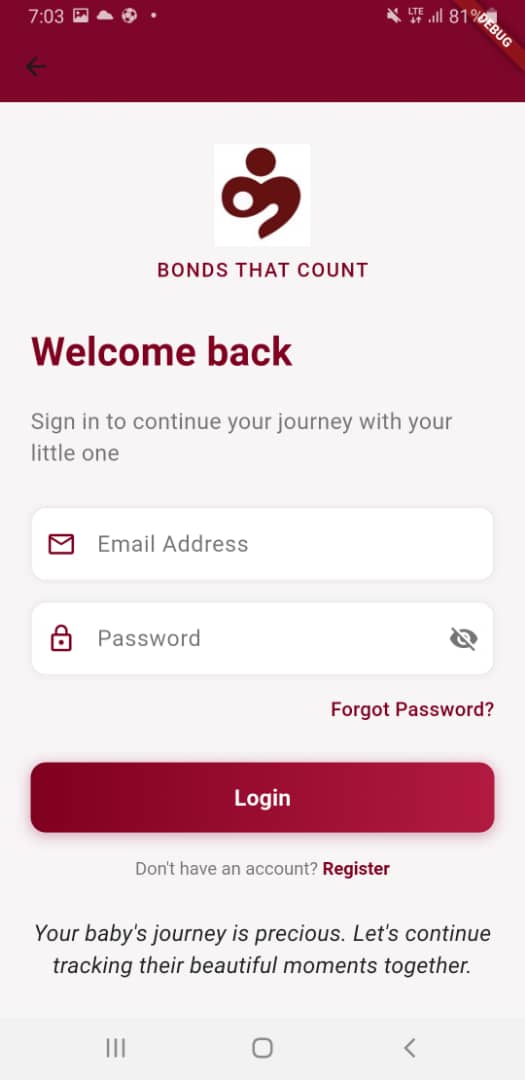 7:03
LTE 81%
DEBUG
BONDS THAT COUNT
Welcome back
Sign in to continue your journey with your
little one
Email Address
Password
Forgot Password?
Login
Don't have an account? Register
Your baby's journey is precious. Let's continue
tracking their beautiful moments together.